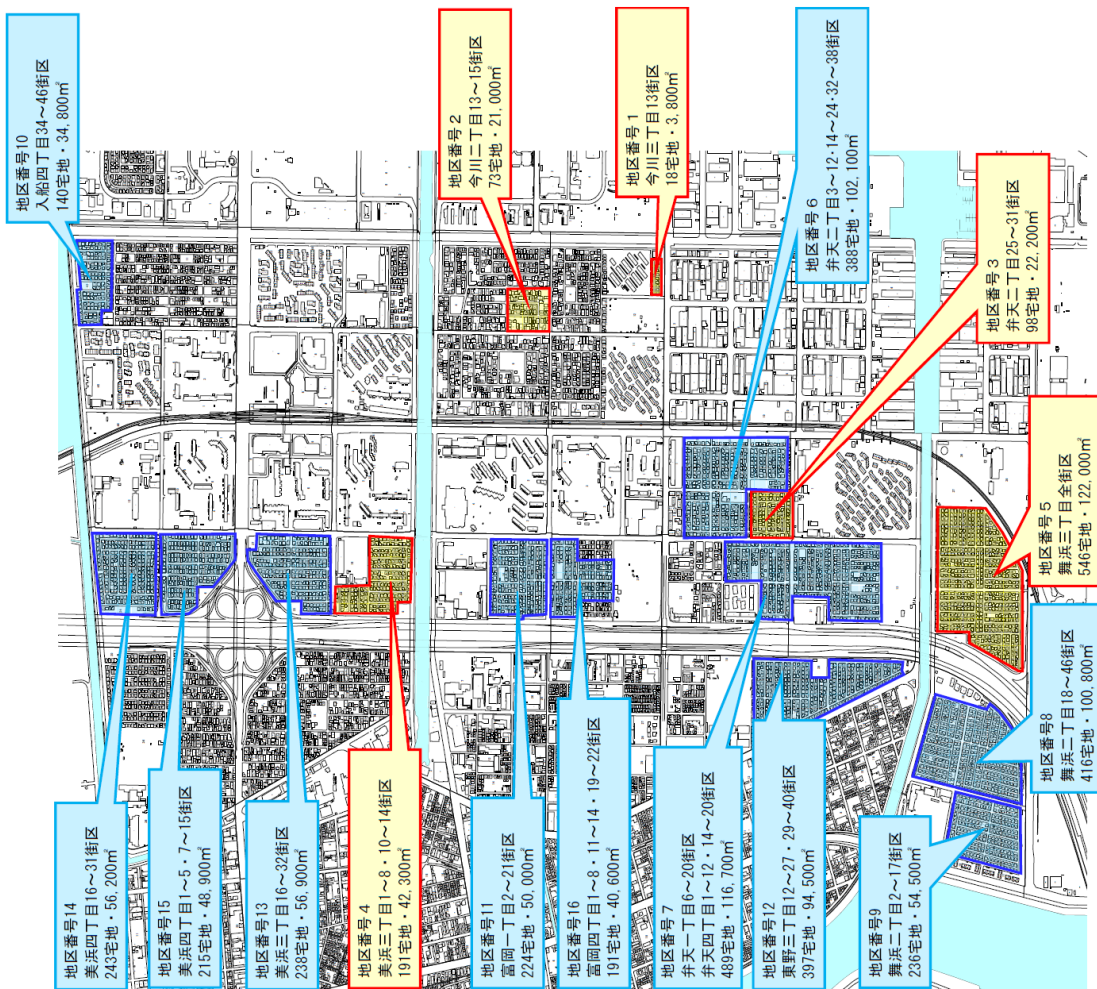 地区番号10
入船四丁目34～46街区
140宅地・34,800㎡
地区番号2
今川二丁目13～15街区
73宅地・21,000㎡
地区番号1
今川三丁目13街区
18宅地・3,800㎡
地区番号6
弁天二丁目3～12・14～24・32～38街区
388宅地・102,100㎡
地区番号3
弁天二丁目25～31街区
98宅地・22,200㎡
地区番号5
舞浜三丁目全街区
546宅地・122,000㎡
地区番号14
美浜四丁目16～31街区
243宅地・56,200㎡
地区番号15
美浜四丁目1～5・7～15街区
215宅地・48,900㎡
地区番号13
美浜三丁目16～32街区
238宅地・56,900㎡
地区番号4
美浜三丁目1～8・10～14街区
191宅地・42,300㎡
地区番号11
富岡一丁目2～21街区
224宅地・50,000㎡
地区番号16
富岡四丁目1～8・11～14・19～22街区
191宅地・40,600㎡
地区番号7
弁天一丁目6～20街区
弁天四丁目1～12・14～20街区
489宅地・116,700㎡
地区番号12
東野三丁目12～27・29～40街区
397宅地・94,500㎡
地区番号9
舞浜二丁目2～17街区
236宅地・54,500㎡
地区番号8
舞浜二丁目18～46街区
416宅地・100,800㎡